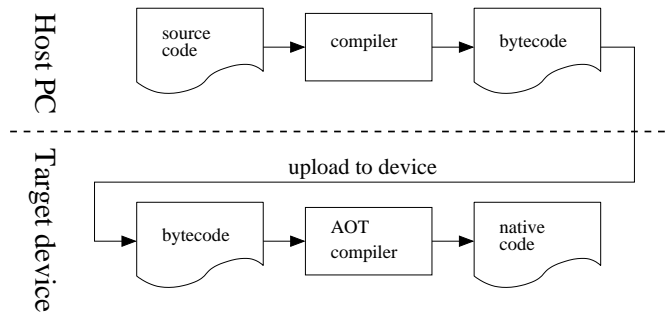 Host PC
source
code
compiler
bytecode
upload to device
Target device
bytecode
AOT
compiler
native
code